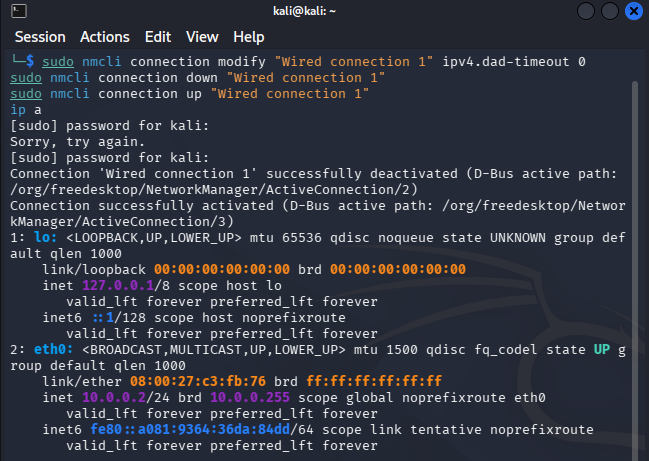 kali@kali: ~
Session Actions Edit View Help
└─$ sudo nmcli connection modify "Wired connection 1" ipv4.dad-timeout 0
sudo nmcli connection down "Wired connection 1"
sudo nmcli connection up "Wired connection 1"
ip a
[sudo] password for kali:
Sorry, try again.
[sudo] password for kali:
Connection 'Wired connection 1' successfully deactivated (D-Bus active path:
/org/freedesktop/NetworkManager/ActiveConnection/2)
Connection successfully activated (D-Bus active path: /org/freedesktop/Networ
kManager/ActiveConnection/3)
1: lo: <LOOPBACK,UP,LOWER_UP> mtu 65536 qdisc noqueue state UNKNOWN group def
ault qlen 1000
    link/loopback 00:00:00:00:00:00 brd 00:00:00:00:00:00
    inet 127.0.0.1/8 scope host lo
       valid_lft forever preferred_lft forever
    inet6 ::1/128 scope host noprefixroute
       valid_lft forever preferred_lft forever
2: eth0: <BROADCAST,MULTICAST,UP,LOWER_UP> mtu 1500 qdisc fq_codel state UP g
roup default qlen 1000
    link/ether 08:00:27:c3:fb:76 brd ff:ff:ff:ff:ff:ff
    inet 10.0.0.2/24 brd 10.0.0.255 scope global noprefixroute eth0
       valid_lft forever preferred_lft forever
    inet6 fe80::a081:9364:36da:84dd/64 scope link tentative noprefixroute
       valid_lft forever preferred_lft forever